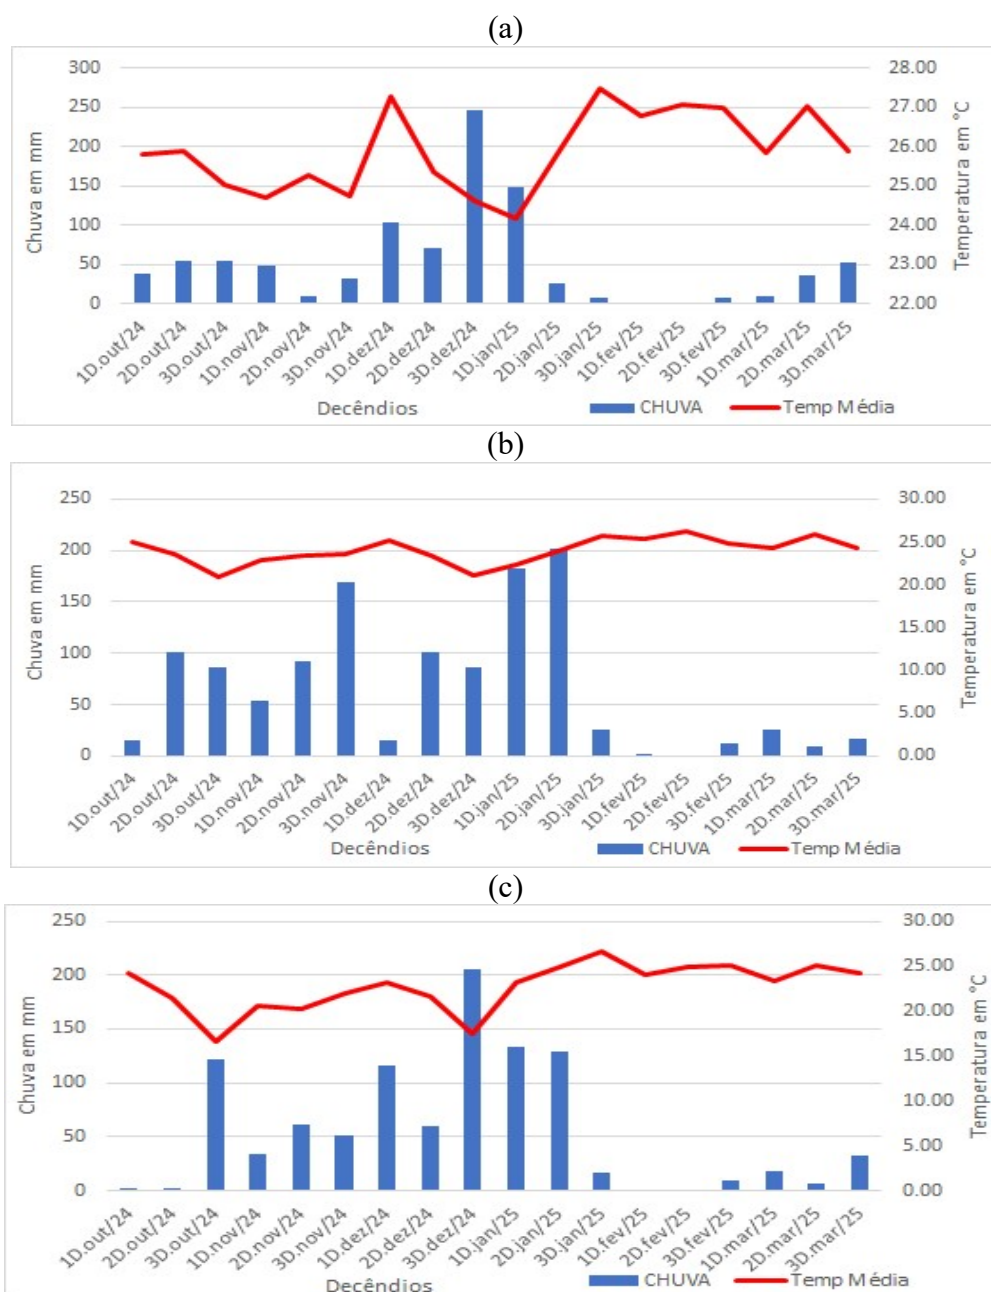 (a)
300 28.00
250 27.00
200 26.00
150 25.00
100 24.00
50 23.00
0 22.00
Chuva em mm
Temperatura em °C
1D.out/24 2D.out/24 3D.out/24 1D.nov/24 2D.nov/24 3D.nov/24 1D.dez/24 2D.dez/24 3D.dez/24 1D.jan/25 2D.jan/25 3D.jan/25 1D.fev/25 2D.fev/25 3D.fev/25 1D.mar/25 2D.mar/25 3D.mar/25
Decêndios CHUVA Temp Média
(b)
250 30.00
200 25.00
150 20.00
100 15.00
50 10.00
0 5.00
0.00
Chuva em mm
Temperatura em °C
1D.out/24 2D.out/24 3D.out/24 1D.nov/24 2D.nov/24 3D.nov/24 1D.dez/24 2D.dez/24 3D.dez/24 1D.jan/25 2D.jan/25 3D.jan/25 1D.fev/25 2D.fev/25 3D.fev/25 1D.mar/25 2D.mar/25 3D.mar/25
Decêndios CHUVA Temp Média
(c)
250 30.00
200 25.00
150 20.00
100 15.00
50 10.00
0 5.00
0.00
Chuva em mm
Temperatura em °C
1D.out/24 2D.out/24 3D.out/24 1D.nov/24 2D.nov/24 3D.nov/24 1D.dez/24 2D.dez/24 3D.dez/24 1D.jan/25 2D.jan/25 3D.jan/25 1D.fev/25 2D.fev/25 3D.fev/25 1D.mar/25 2D.mar/25 3D.mar/25
Decêndios CHUVA Temp Média